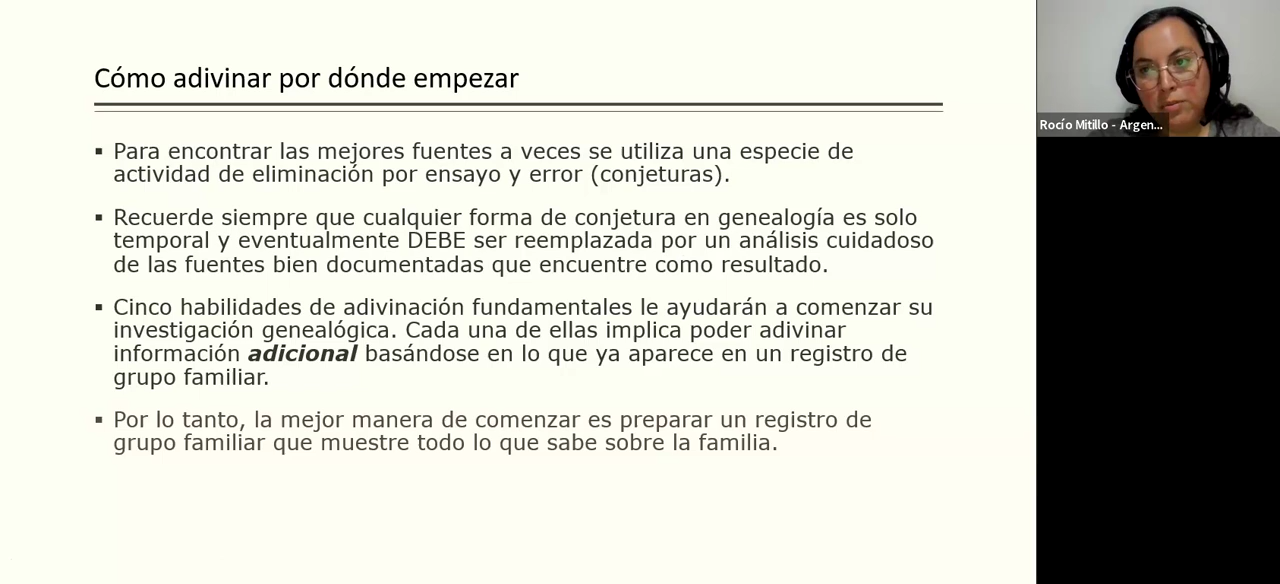 Cómo adivinar por dónde empezar
▪ Para encontrar las mejores fuentes a veces se utiliza una especie de
actividad de eliminación por ensayo y error (conjeturas).
▪ Recuerde siempre que cualquier forma de conjetura en genealogía es solo
temporal y eventualmente DEBE ser reemplazada por un análisis cuidadoso
de las fuentes bien documentadas que encuentre como resultado.
▪ Cinco habilidades de adivinación fundamentales le ayudarán a comenzar su
investigación genealógica. Cada una de ellas implica poder adivinar
información adicional basándose en lo que ya aparece en un registro de
grupo familiar.
▪ Por lo tanto, la mejor manera de comenzar es preparar un registro de
grupo familiar que muestre todo lo que sabe sobre la familia.
Rocío Mitillo - Argen...